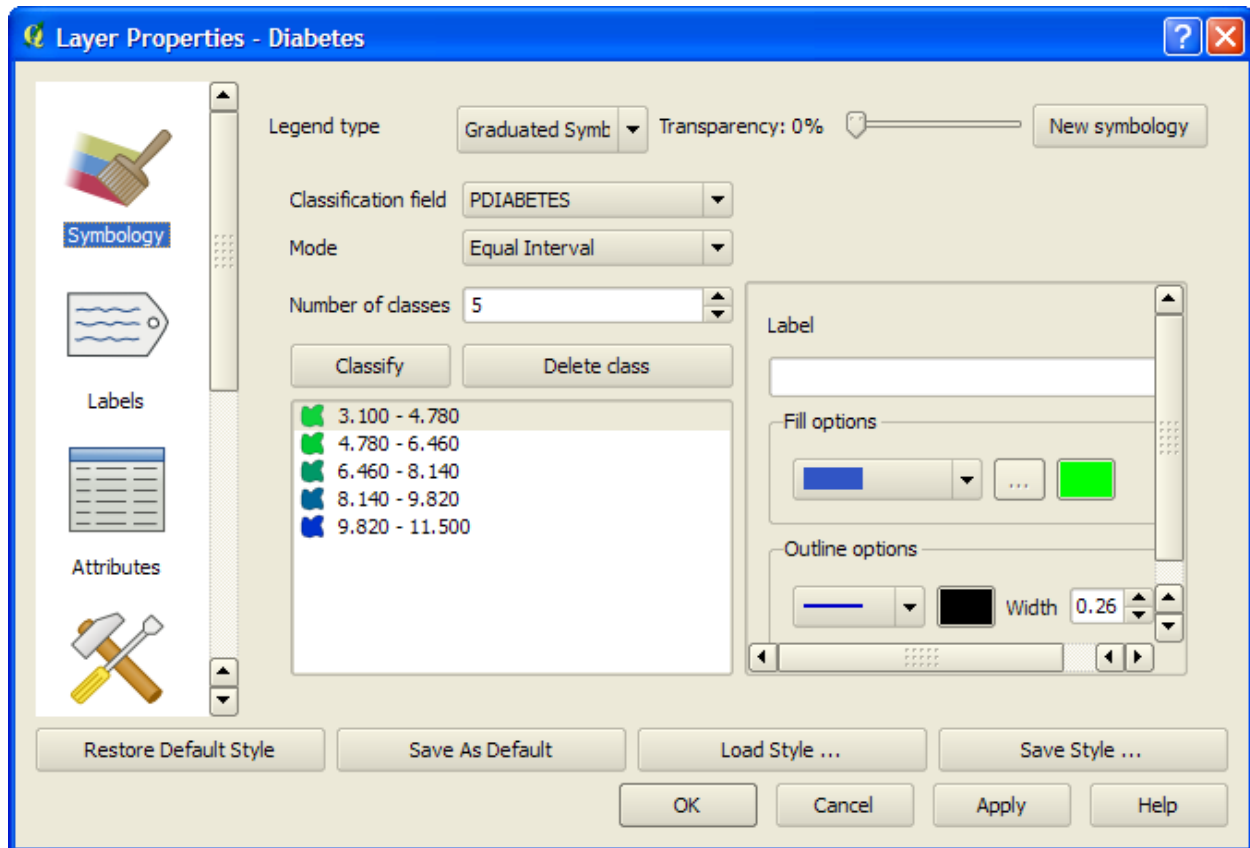 Layer Properties - Diabetes
Symbology
Labels
Attributes
Legend type
Graduated Symb
Transparency: 0%
New symbology
Classification field
PDIABETES
Mode
Equal Interval
Number of classes
5
Classify
Delete class
3.100 - 4.780
4.780 - 6.460
6.460 - 8.140
8.140 - 9.820
9.820 - 11.500
Label
Fill options
...
Outline options
Width
0.26
Restore Default Style
Save As Default
Load Style ...
Save Style ...
OK
Cancel
Apply
Help